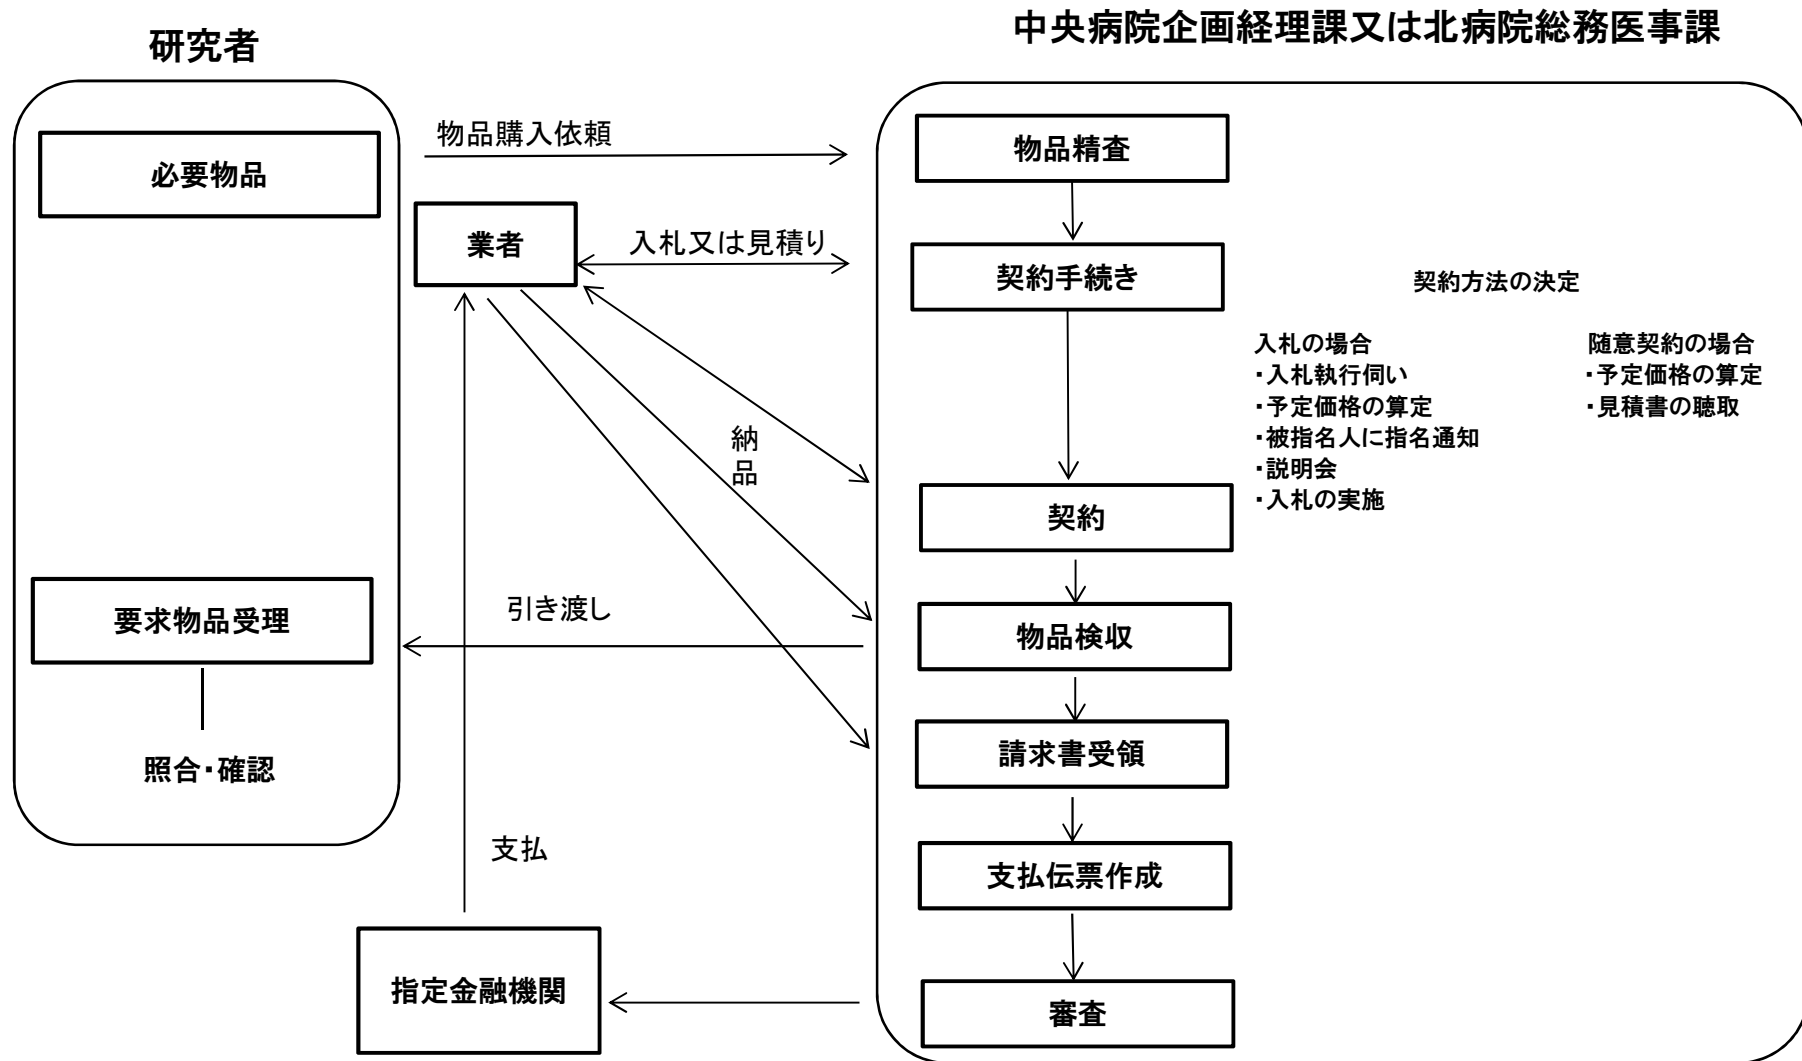 中央病院企画経理課又は北病院総務医事課
研究者
物品購入依頼
物品精査
必要物品
業者
入札又は見積り
契約手続き
契約方法の決定
入札の場合
・入札執行伺い
・予定価格の算定
・被指名人に指名通知
・説明会
・入札の実施
随意契約の場合
・予定価格の算定
・見積書の聴取
納
品
契約
要求物品受理
引き渡し
物品検収
照合・確認
請求書受領
支払
支払伝票作成
指定金融機関
審査